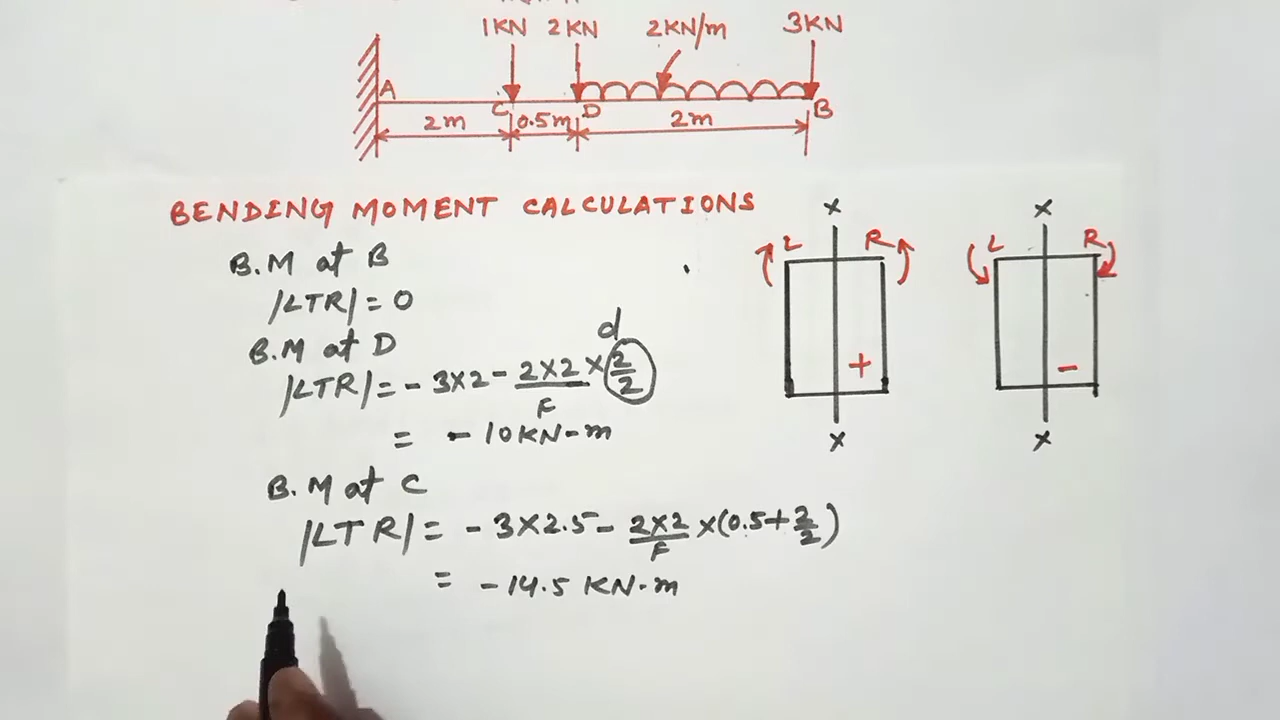 1KN 2KN 2KN/m 3KN
A C D B
2m 0.5m 2m
BENDING MOMENT CALCULATIONS
B.M at B
|LTR| = 0
B.M at D
|LTR| = - 3×2 - 2×2/F × (2/2) d
= - 10KN-m
B.M at C
|LTR| = - 3×2.5 - 2×2/F × (0.5+2/2)
= - 14.5 KN-m
X
L R
+
X
X
L R
-
X